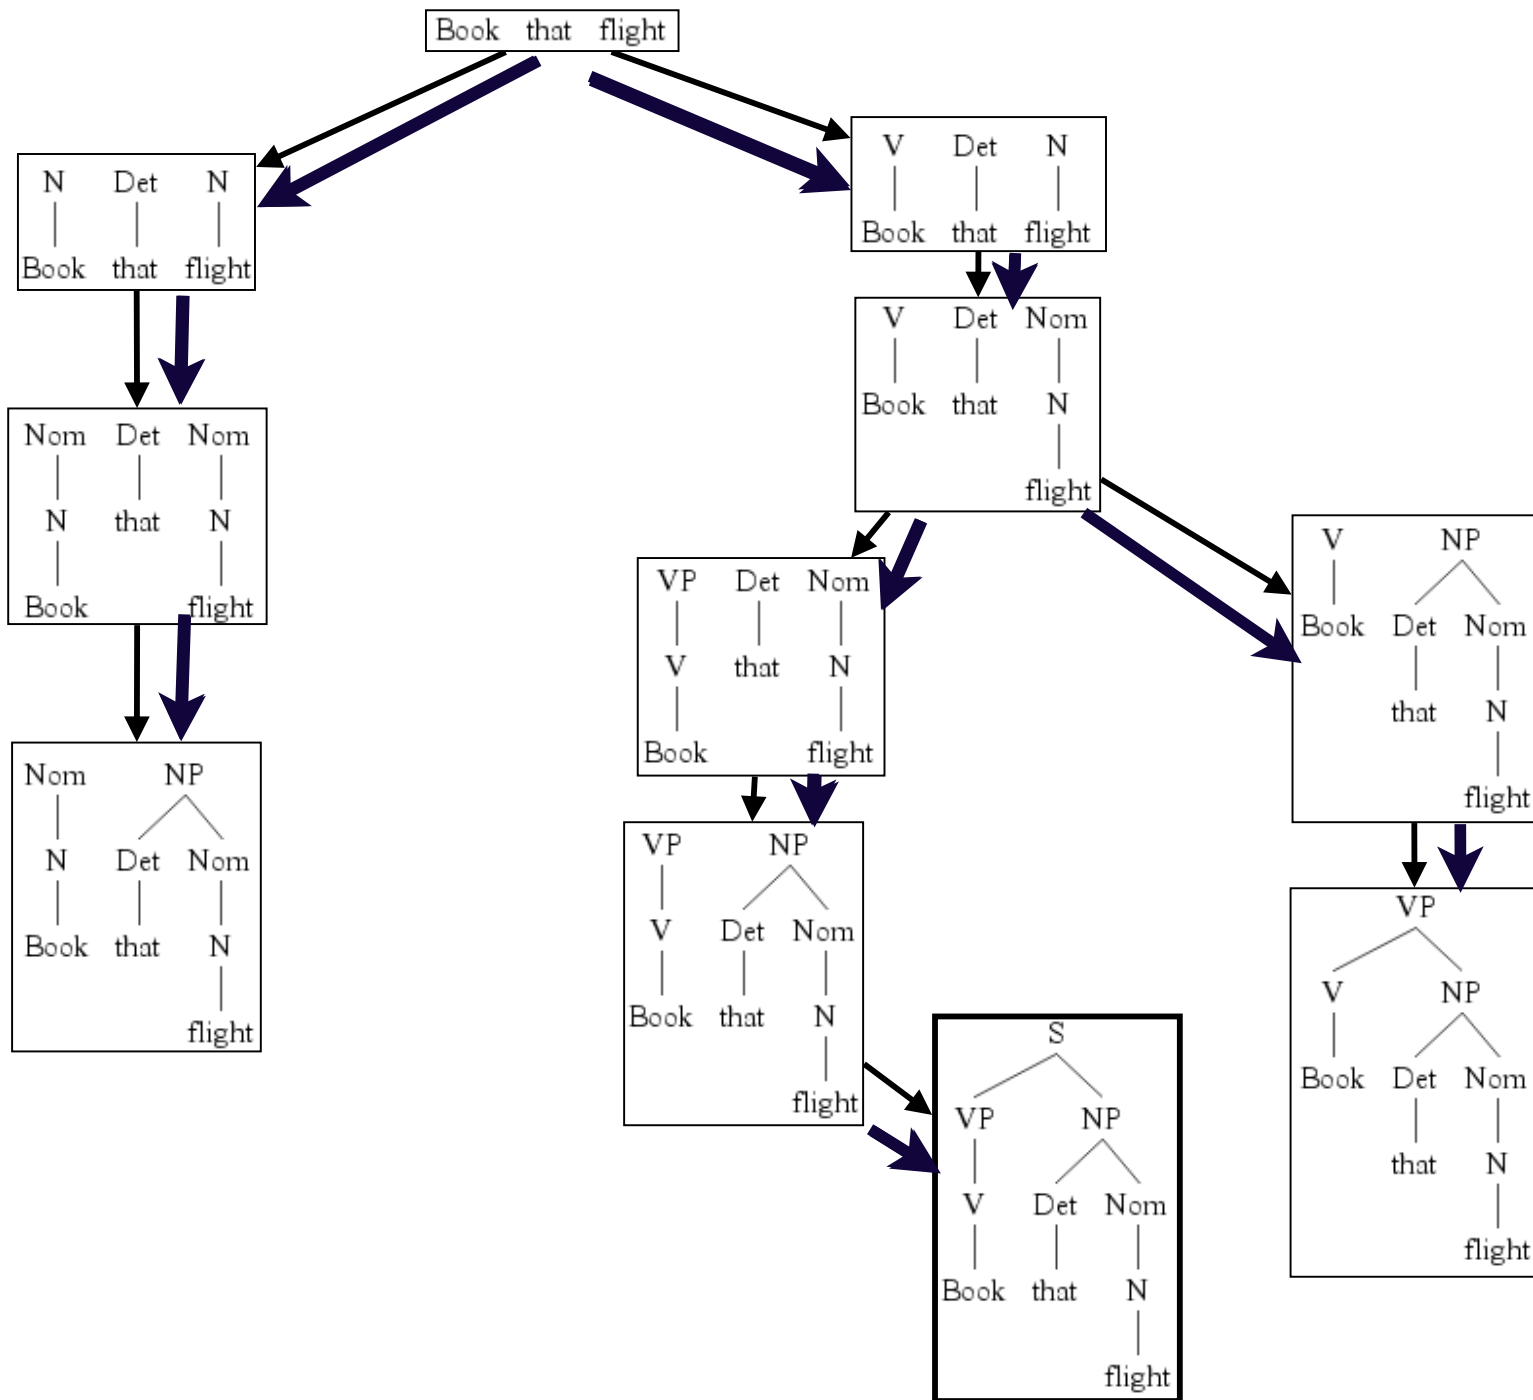 Book that flight
N Det N
Book that flight
V Det N
Book that flight
Nom Det Nom
N that N
Book flight
V Det Nom
Book that N
flight
Nom NP
N Det Nom
Book that N
flight
VP Det Nom
V that N
Book flight
V NP
Book Det Nom
that N
flight
VP NP
V Det Nom
Book that N
flight
VP
V NP
Book Det Nom
that N
flight
S
VP NP
V Det Nom
Book that N
flight